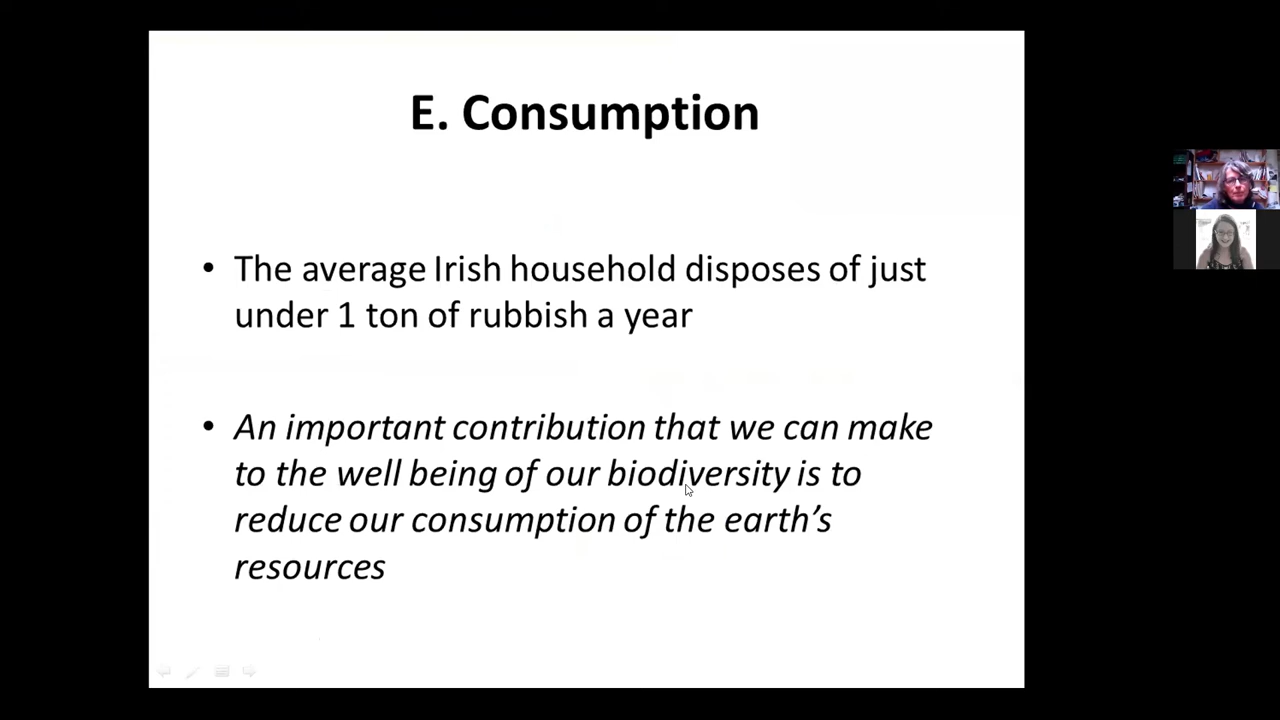 E. Consumption
• The average Irish household disposes of just
under 1 ton of rubbish a year
• An important contribution that we can make
to the well being of our biodiversity is to
reduce our consumption of the earth’s
resources